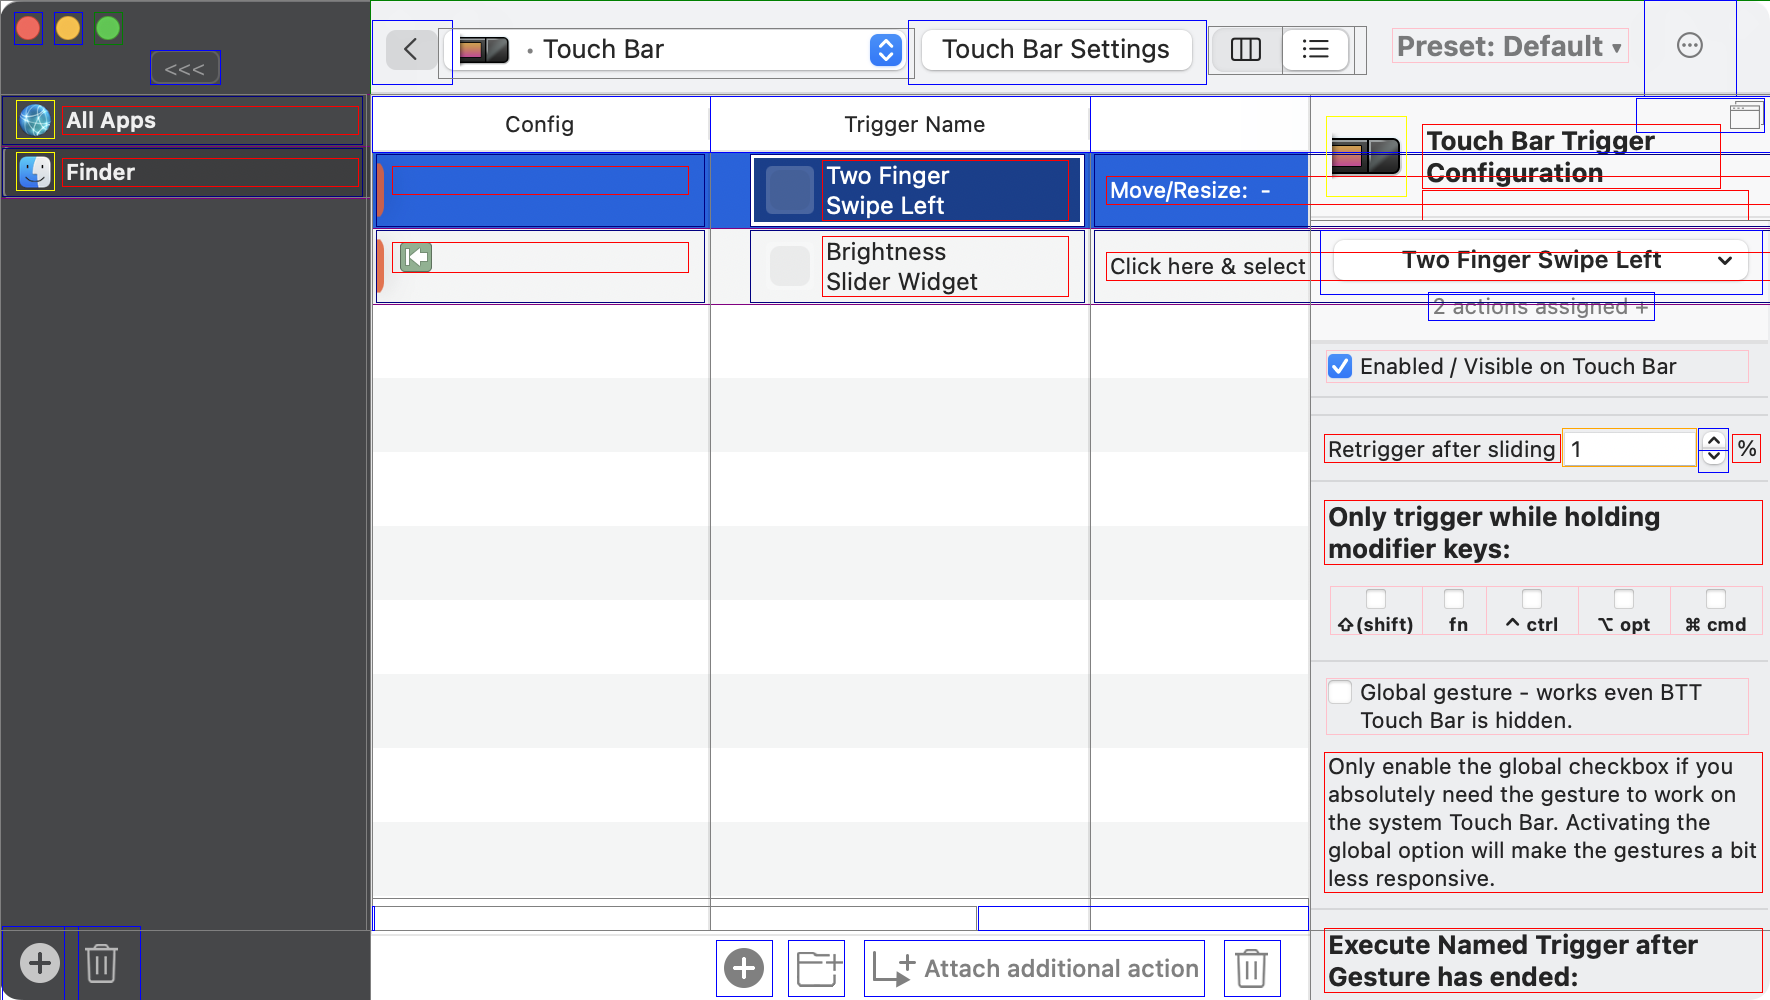 <<<
Touch Bar
Touch Bar Settings
Preset: Default ▾
All Apps
Finder
Config
Trigger Name
Two Finger
Swipe Left
Move/Resize: -
Brightness
Slider Widget
Click here & select
Touch Bar Trigger
Configuration
Two Finger Swipe Left
2 actions assigned +
Enabled / Visible on Touch Bar
Retrigger after sliding 1 %
Only trigger while holding
modifier keys:
⇧(shift) fn ^ ctrl ⌥ opt ⌘ cmd
Global gesture - works even BTT
Touch Bar is hidden.
Only enable the global checkbox if you
absolutely need the gesture to work on
the system Touch Bar. Activating the
global option will make the gestures a bit
less responsive.
Execute Named Trigger after
Gesture has ended:
Attach additional action